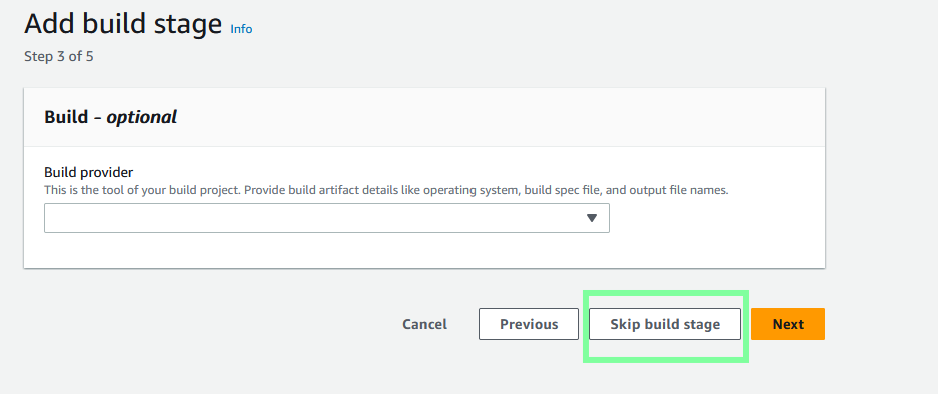 Add build stage Info
Step 3 of 5
Build – optional
Build provider
This is the tool of your build project. Provide build artifact details like operating system, build spec file, and output file names.
Cancel Previous Skip build stage Next